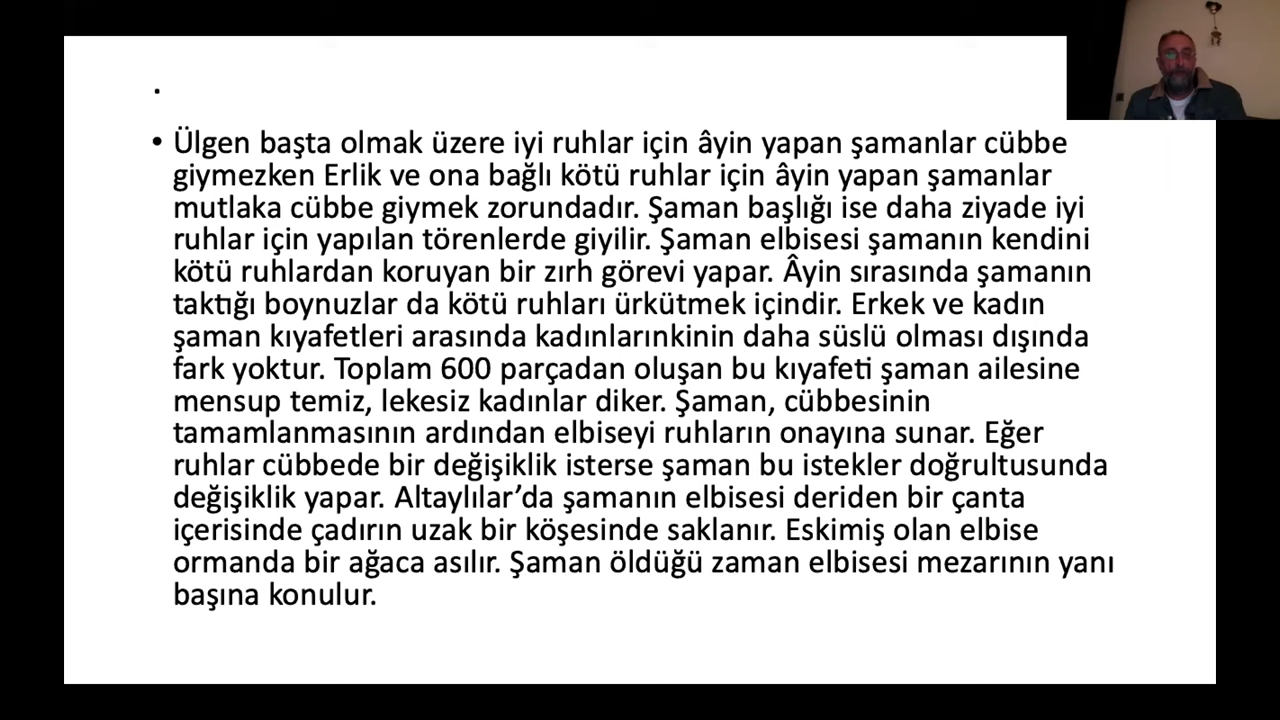 .
• Ülgen başta olmak üzere iyi ruhlar için âyin yapan şamanlar cübbe
giymezken Erlik ve ona bağlı kötü ruhlar için âyin yapan şamanlar
mutlaka cübbe giymek zorundadır. Şaman başlığı ise daha ziyade iyi
ruhlar için yapılan törenlerde giyilir. Şaman elbisesi şamanın kendini
kötü ruhlardan koruyan bir zırh görevi yapar. Âyin sırasında şamanın
taktığı boynuzlar da kötü ruhları ürkütmek içindir. Erkek ve kadın
şaman kıyafetleri arasında kadınlarınkinin daha süslü olması dışında
fark yoktur. Toplam 600 parçadan oluşan bu kıyafeti şaman ailesine
mensup temiz, lekesiz kadınlar diker. Şaman, cübbesinin
tamamlanmasının ardından elbiseyi ruhların onayına sunar. Eğer
ruhlar cübbede bir değişiklik isterse şaman bu istekler doğrultusunda
değişiklik yapar. Altaylılar’da şamanın elbisesi deriden bir çanta
içerisinde çadırın uzak bir köşesinde saklanır. Eskimiş olan elbise
ormanda bir ağaca asılır. Şaman öldüğü zaman elbisesi mezarının yanı
başına konulur.